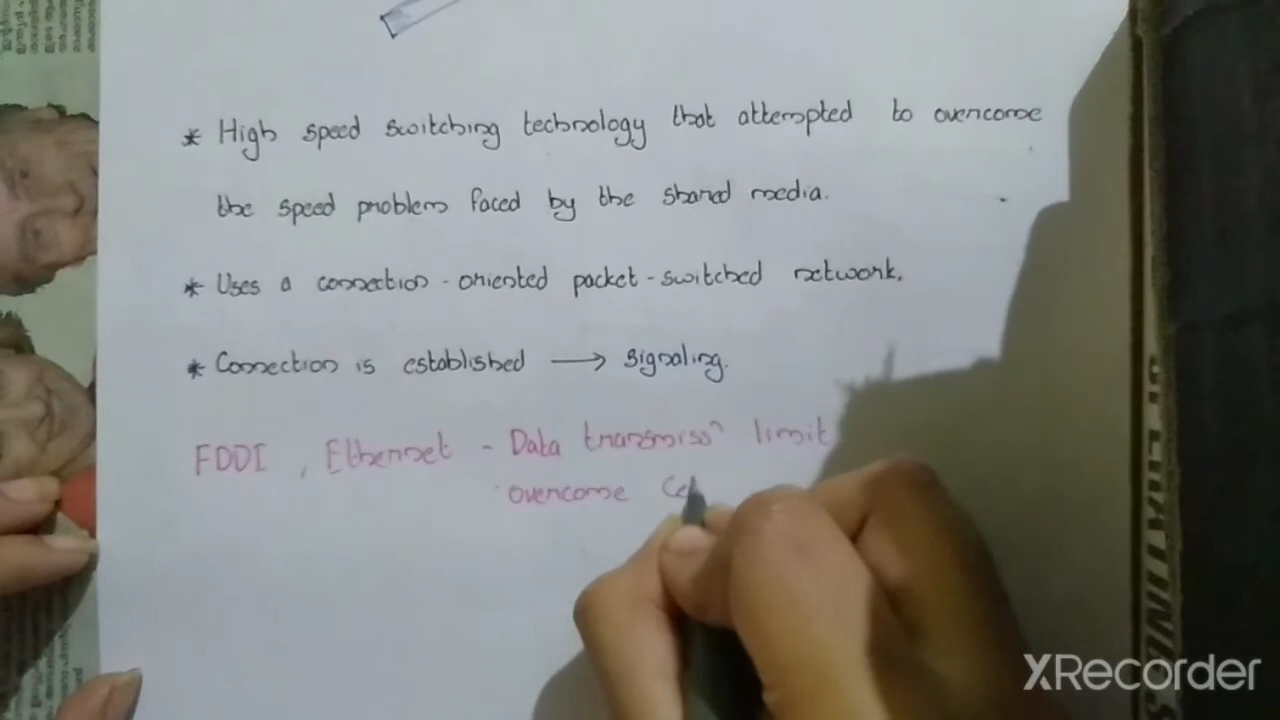 * High speed switching technology that attempted to overcome
the speed problem faced by the shared media.
* Uses a connection-oriented packet-switched network.
* Connection is established → signaling.
FDDI , Ethernet - Data transmissⁿ limit
overcome
XRecorder